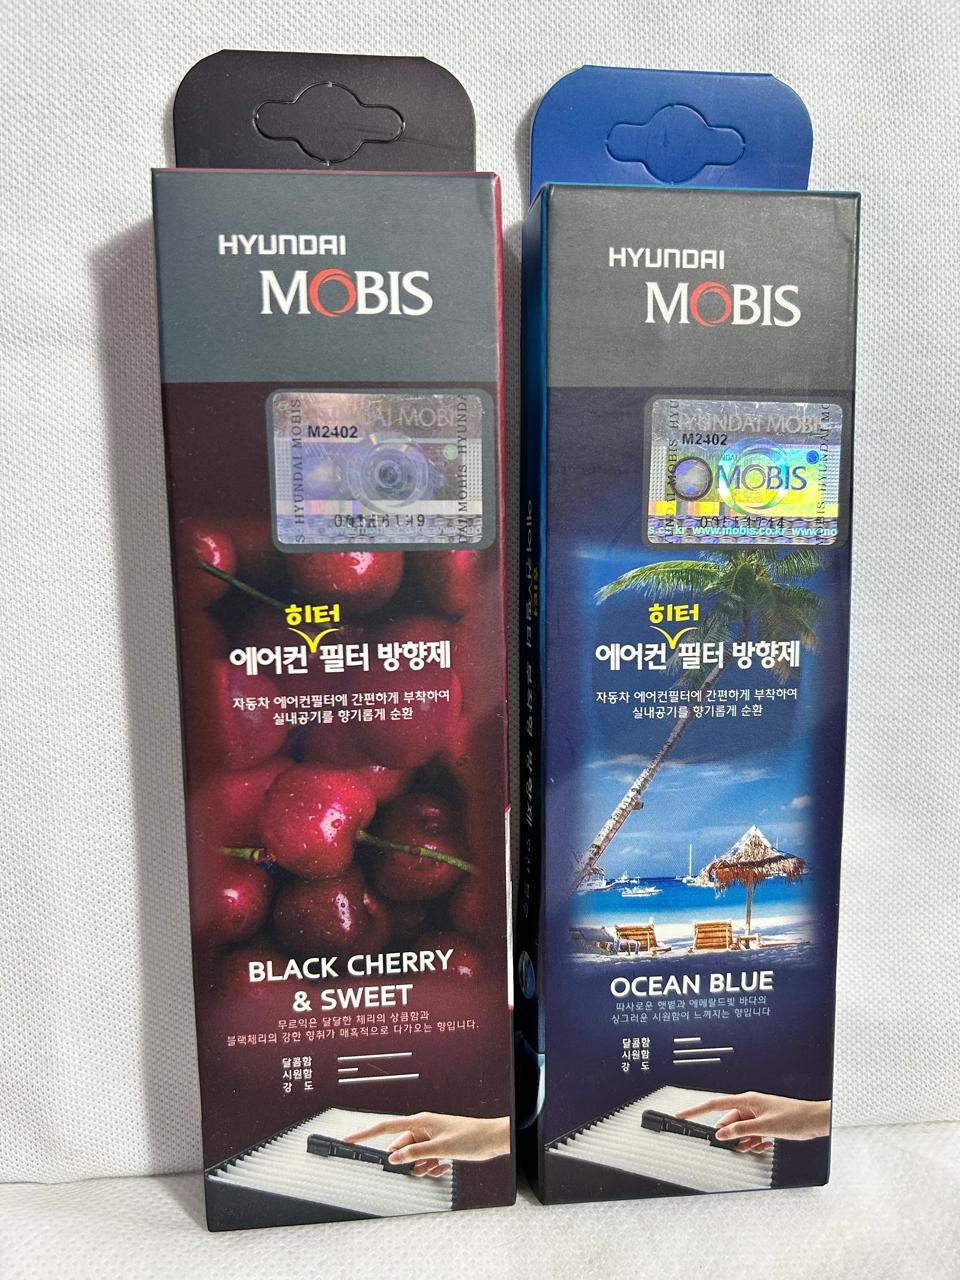 HYUNDAI
MOBIS
HYUNDAI MOBIS
M2402
히터
에어컨 필터 방향제
자동차 에어컨필터에 간편하게 부착하여
실내공기를 향기롭게 순환
BLACK CHERRY
& SWEET
무르익은 달달한 체리의 상큼함과
블랙체리의 강한 향취가 매혹적으로 다가오는 향입니다.
달콤함
시원함
강 도
HYUNDAI
MOBIS
HYUNDAI MOBIS
M2402
MOBIS
www.mobis.co.kr
히터
에어컨 필터 방향제
자동차 에어컨필터에 간편하게 부착하여
실내공기를 향기롭게 순환
OCEAN BLUE
따사로운 햇볕과 에메랄드빛 바다의
싱그러운 시원함이 느껴지는 향입니다
달콤함
시원함
강 도